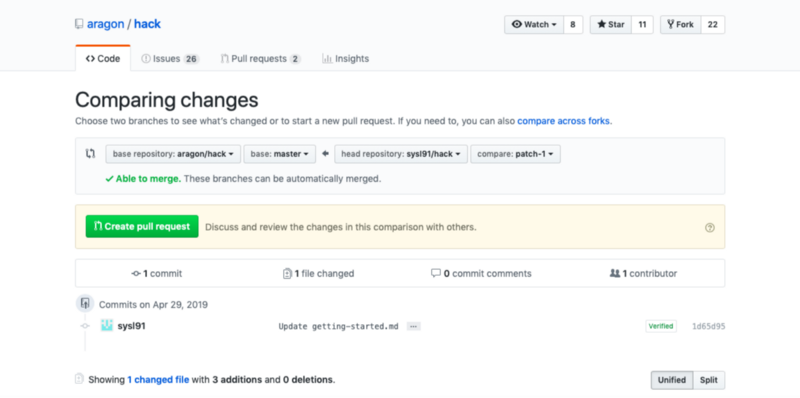 aragon / hack
Watch 8 Star 11 Fork 22
Code Issues 26 Pull requests 2 Insights
Comparing changes
Choose two branches to see what's changed or to start a new pull request. If you need to, you can also compare across forks.
base repository: aragon/hack base: master head repository: sysl91/hack compare: patch-1
Able to merge. These branches can be automatically merged.
Create pull request Discuss and review the changes in this comparison with others.
1 commit 1 file changed 0 commit comments 1 contributor
Commits on Apr 29, 2019
sysl91 Update getting-started.md ... Verified 1d65d95
Showing 1 changed file with 3 additions and 0 deletions. Unified Split